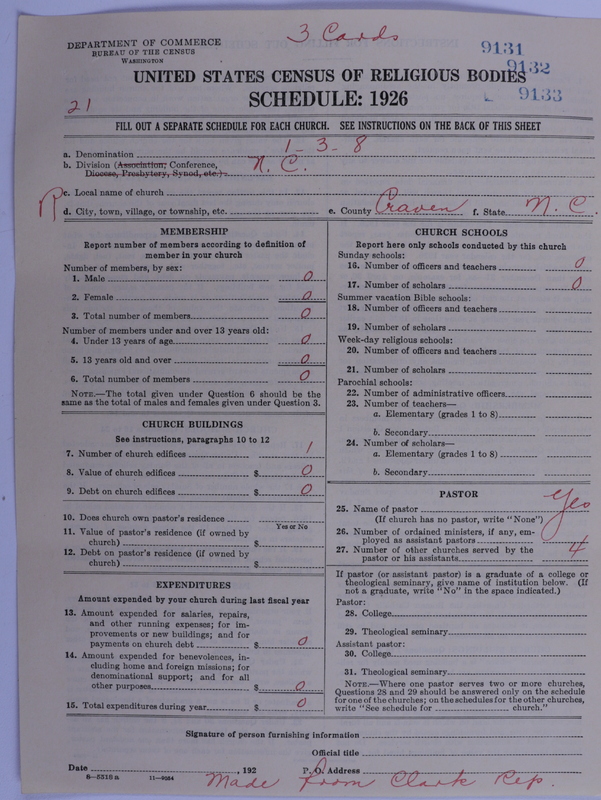 3 Cards
DEPARTMENT OF COMMERCE
BUREAU OF THE CENSUS
WASHINGTON
9131
9132
9133
UNITED STATES CENSUS OF RELIGIOUS BODIES
SCHEDULE: 1926
21
FILL OUT A SEPARATE SCHEDULE FOR EACH CHURCH. SEE INSTRUCTIONS ON THE BACK OF THIS SHEET
a. Denomination 1-3-8
b. Division (Association, Conference, N. C.
Diocese, Presbytery, Synod, etc.)
R
c. Local name of church
d. City, town, village, or township, etc. e. County Craven f. State N. C.
MEMBERSHIP
Report number of members according to definition of
member in your church
Number of members, by sex:
1. Male 0
2. Female 0
3. Total number of members 0
Number of members under and over 13 years old:
4. Under 13 years of age 0
5. 13 years old and over 0
6. Total number of members 0
NOTE.—The total given under Question 6 should be the
same as the total of males and females given under Question 3.
CHURCH BUILDINGS
See instructions, paragraphs 10 to 12
7. Number of church edifices 1
8. Value of church edifices $ 0
9. Debt on church edifices $ 0
10. Does church own pastor's residence
Yes or No
11. Value of pastor's residence (if owned by
church) $
12. Debt on pastor's residence (if owned by
church) $
EXPENDITURES
Amount expended by your church during last fiscal year
13. Amount expended for salaries, repairs,
and other running expenses; for im-
provements or new buildings; and for
payments on church debt $ 0
14. Amount expended for benevolences, in-
cluding home and foreign missions; for
denominational support; and for all
other purposes $ 0
15. Total expenditures during year $ 0
CHURCH SCHOOLS
Report here only schools conducted by this church
Sunday schools:
16. Number of officers and teachers 0
17. Number of scholars 0
Summer vacation Bible schools:
18. Number of officers and teachers
19. Number of scholars
Week-day religious schools:
20. Number of officers and teachers
21. Number of scholars
Parochial schools:
22. Number of administrative officers
23. Number of teachers—
a. Elementary (grades 1 to 8)
b. Secondary
24. Number of scholars—
a. Elementary (grades 1 to 8)
b. Secondary
PASTOR
25. Name of pastor Yes
(If church has no pastor, write "None")
26. Number of ordained ministers, if any, em-
ployed as assistant pastors
27. Number of other churches served by the
pastor or his assistants 4
If pastor (or assistant pastor) is a graduate of a college or
theological seminary, give name of institution below. (If
not a graduate, write "No" in the space indicated.)
Pastor:
28. College
29. Theological seminary
Assistant pastor:
30. College
31. Theological seminary
NOTE.—Where one pastor serves two or more churches,
Questions 28 and 29 should be answered only on the schedule
for one of the churches; on the schedules for the other churches,
write "See schedule for church."
Signature of person furnishing information
Official title
Date , 192 P. O. Address
8—5318a 11—9054
Made from Clark Rep.